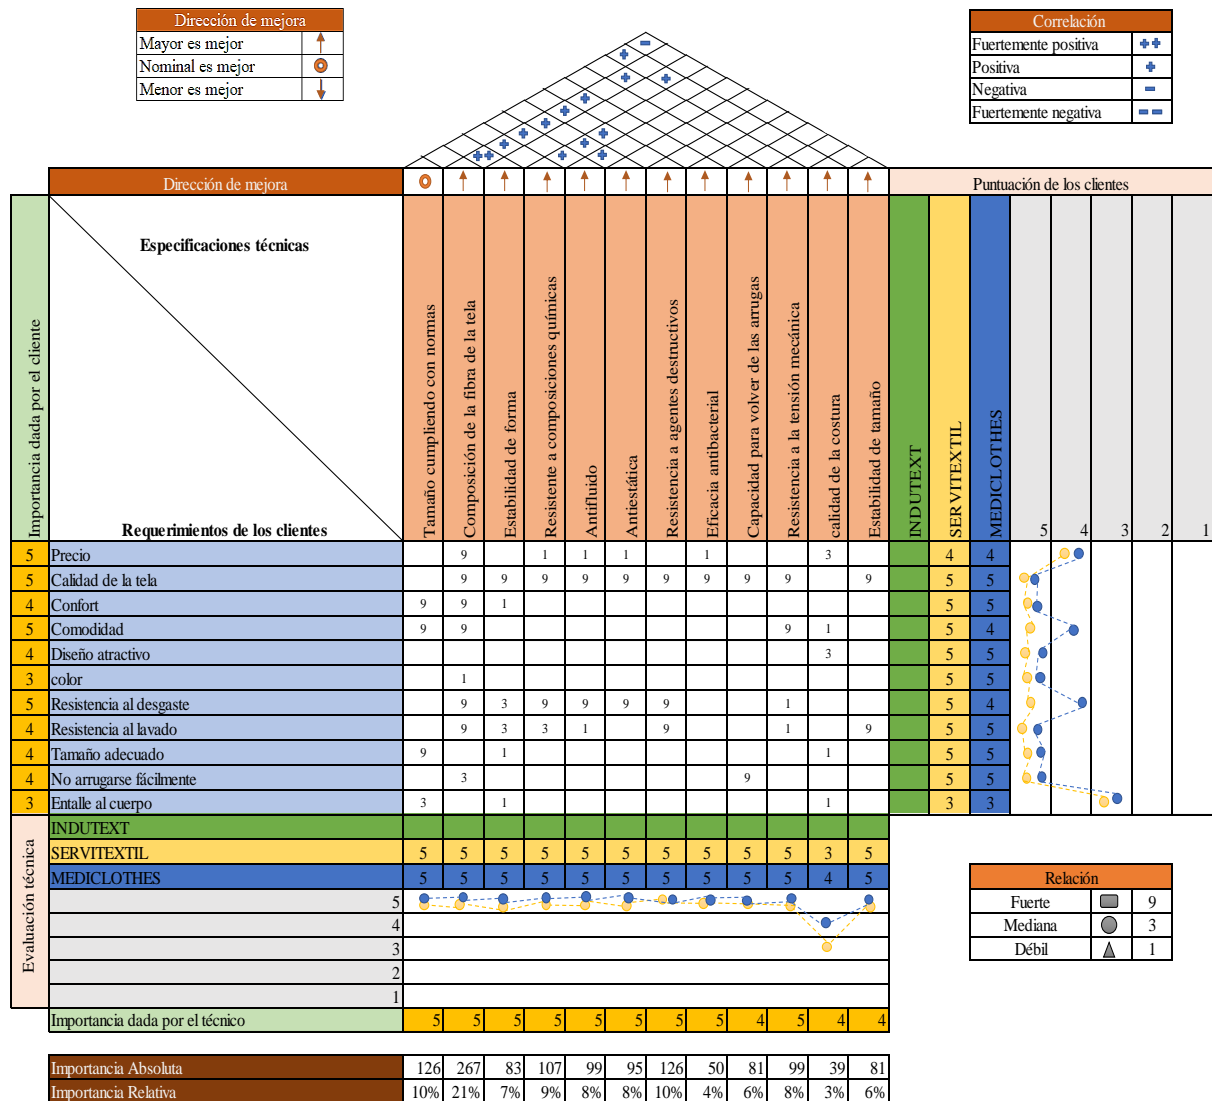 Dirección de mejora
Mayor es mejor
Nominal es mejor
Menor es mejor
Correlación
Fuertemente positiva
Positiva
Negativa
Fuertemente negativa
Dirección de mejora
Puntuación de los clientes
Importancia dada por el cliente
Especificaciones técnicas
Requerimientos de los clientes
Tamaño cumpliendo con normas
Composición de la fibra de la tela
Estabilidad de forma
Resistente a composiciones químicas
Antifluido
Antiestática
Resistencia a agentes destructivos
Eficacia antibacterial
Capacidad para volver de las arrugas
Resistencia a la tensión mecánica
calidad de la costura
Estabilidad de tamaño
INDUTEXT
SERVITEXTIL
MEDICLOTHES
5 4 3 2 1
5 Precio 9 1 1 1 1 3 4 4
5 Calidad de la tela 9 9 9 9 9 9 9 9 9 9 5 5
4 Confort 9 9 1 5 5
5 Comodidad 9 9 9 1 5 4
4 Diseño atractivo 3 5 5
3 color 1 5 5
5 Resistencia al desgaste 9 3 9 9 9 9 1 5 4
4 Resistencia al lavado 9 3 3 1 9 1 9 5 5
4 Tamaño adecuado 9 1 1 5 5
4 No arrugarse fácilmente 3 9 5 5
3 Entalle al cuerpo 3 1 1 3 3
Evaluación técnica
INDUTEXT
SERVITEXTIL 5 5 5 5 5 5 5 5 5 5 3 5
MEDICLOTHES 5 5 5 5 5 5 5 5 5 5 4 5
5
4
3
2
1
Importancia dada por el técnico 5 5 5 5 5 5 5 5 4 5 4 4
Relación
Fuerte 9
Mediana 3
Débil 1
Importancia Absoluta 126 267 83 107 99 95 126 50 81 99 39 81
Importancia Relativa 10% 21% 7% 9% 8% 8% 10% 4% 6% 8% 3% 6%